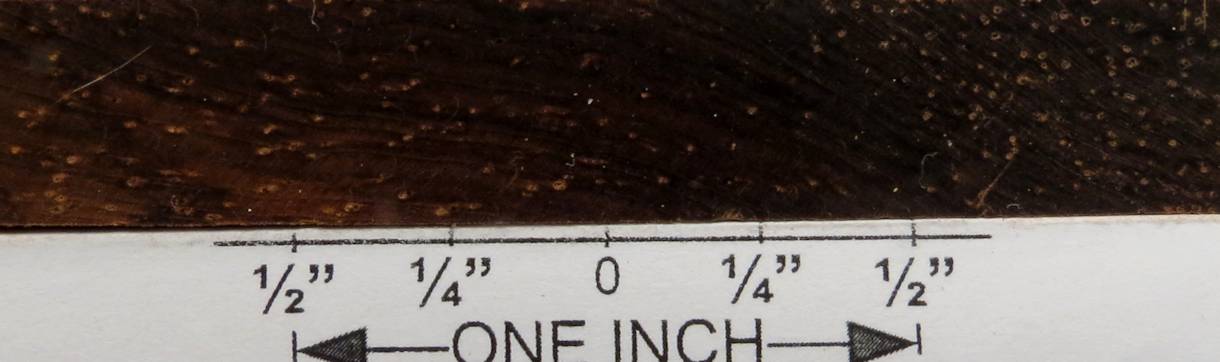 ½” ¼” 0 ¼” ½”
ONE INCH